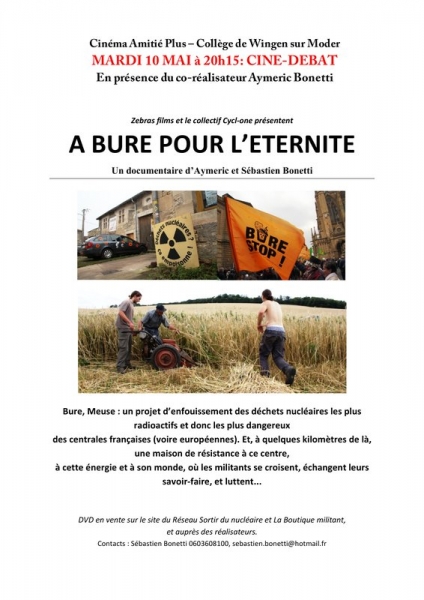 Cinéma Amitié Plus – Collège de Wingen sur Moder
MARDI 10 MAI à 20h15: CINE-DEBAT
En présence du co-réalisateur Aymeric Bonetti
Zebras films et le collectif Cycl-one présentent
A BURE POUR L'ETERNITE
Un documentaire d'Aymeric et Sébastien Bonetti
déchets nucléaires ?
BURE
STOP !
Bure, Meuse : un projet d'enfouissement des déchets nucléaires les plus
radioactifs et donc les plus dangereux
des centrales françaises (voire européennes). Et, à quelques kilomètres de là,
une maison de résistance à ce centre,
à cette énergie et à son monde, où les militants se croisent, échangent leurs
savoir-faire, et luttent...
DVD en vente sur le site du Réseau Sortir du nucléaire et La Boutique militant,
et auprès des réalisateurs.
Contacts : Sébastien Bonetti 0603608100, sebastien.bonetti@hotmail.fr